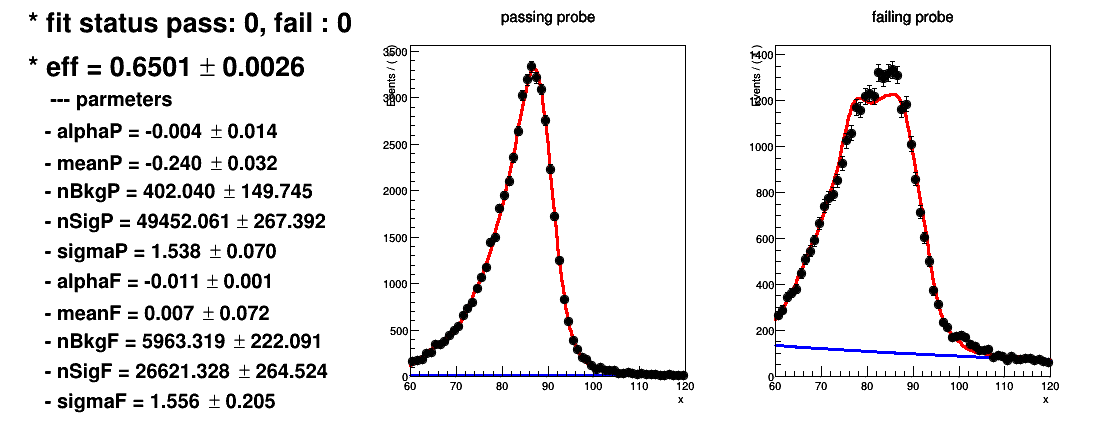 * fit status pass: 0, fail : 0
* eff = 0.6501 ± 0.0026
--- parmeters
- alphaP = -0.004 ± 0.014
- meanP = -0.240 ± 0.032
- nBkgP = 402.040 ± 149.745
- nSigP = 49452.061 ± 267.392
- sigmaP = 1.538 ± 0.070
- alphaF = -0.011 ± 0.001
- meanF = 0.007 ± 0.072
- nBkgF = 5963.319 ± 222.091
- nSigF = 26621.328 ± 264.524
- sigmaF = 1.556 ± 0.205
passing probe
3500
3000
2500
2000
1500
1000
500
0
60 70 80 90 100 110 120
x
failing probe
1400
1200
1000
800
600
400
200
0
60 70 80 90 100 110 120
x